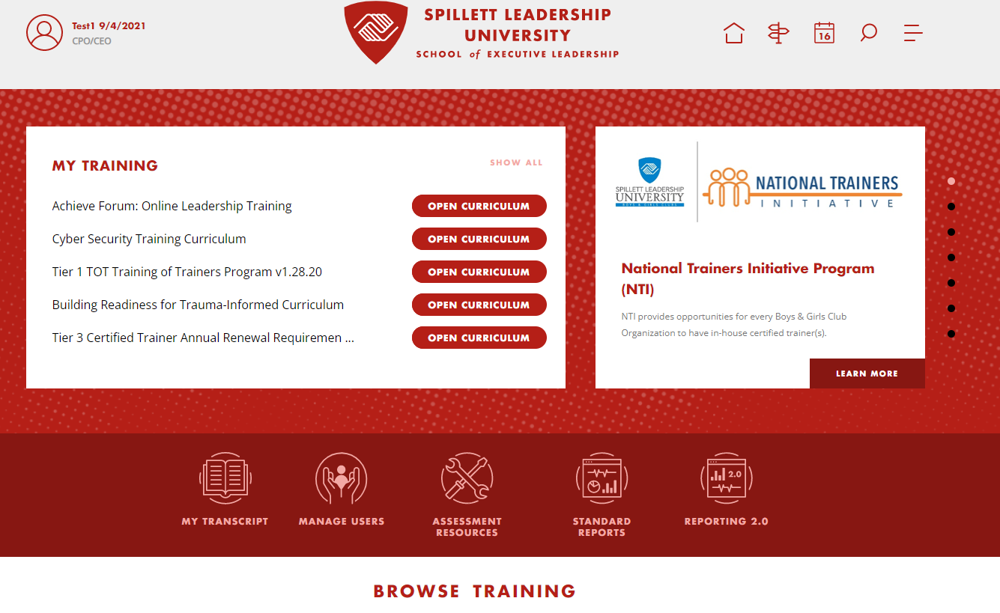 Test1 9/4/2021
CPO/CEO
SPILLETT LEADERSHIP
UNIVERSITY
SCHOOL of EXECUTIVE LEADERSHIP
16
MY TRAINING
SHOW ALL
Achieve Forum: Online Leadership Training
OPEN CURRICULUM
Cyber Security Training Curriculum
OPEN CURRICULUM
Tier 1 TOT Training of Trainers Program v1.28.20
OPEN CURRICULUM
Building Readiness for Trauma-Informed Curriculum
OPEN CURRICULUM
Tier 3 Certified Trainer Annual Renewal Requiremen ...
OPEN CURRICULUM
SPILLETT LEADERSHIP
UNIVERSITY
BOYS & GIRLS CLUBS
NATIONAL TRAINERS
INITIATIVE
National Trainers Initiative Program
(NTI)
NTI provides opportunities for every Boys & Girls Club
Organization to have in-house certified trainer(s).
LEARN MORE
2.0
MY TRANSCRIPT
MANAGE USERS
ASSESSMENT
RESOURCES
STANDARD
REPORTS
REPORTING 2.0
BROWSE TRAINING